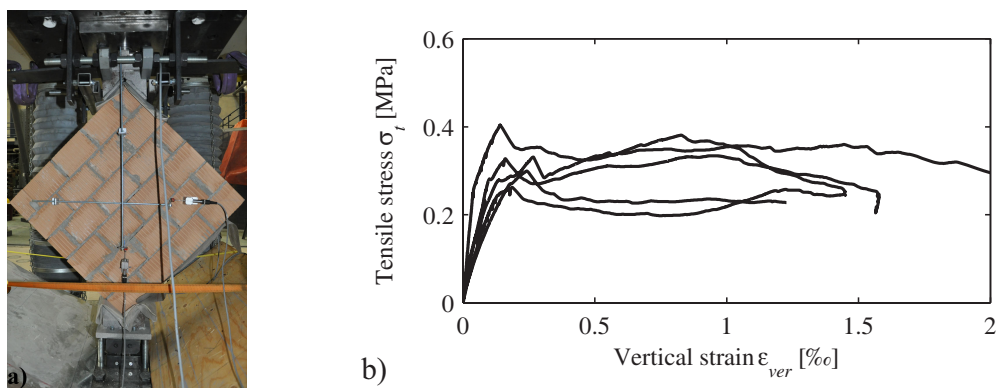 a)
b)
Tensile stress σt [MPa]
0.6
0.4
0.2
0
0
0.5
1
1.5
2
Vertical strain εver [‰]